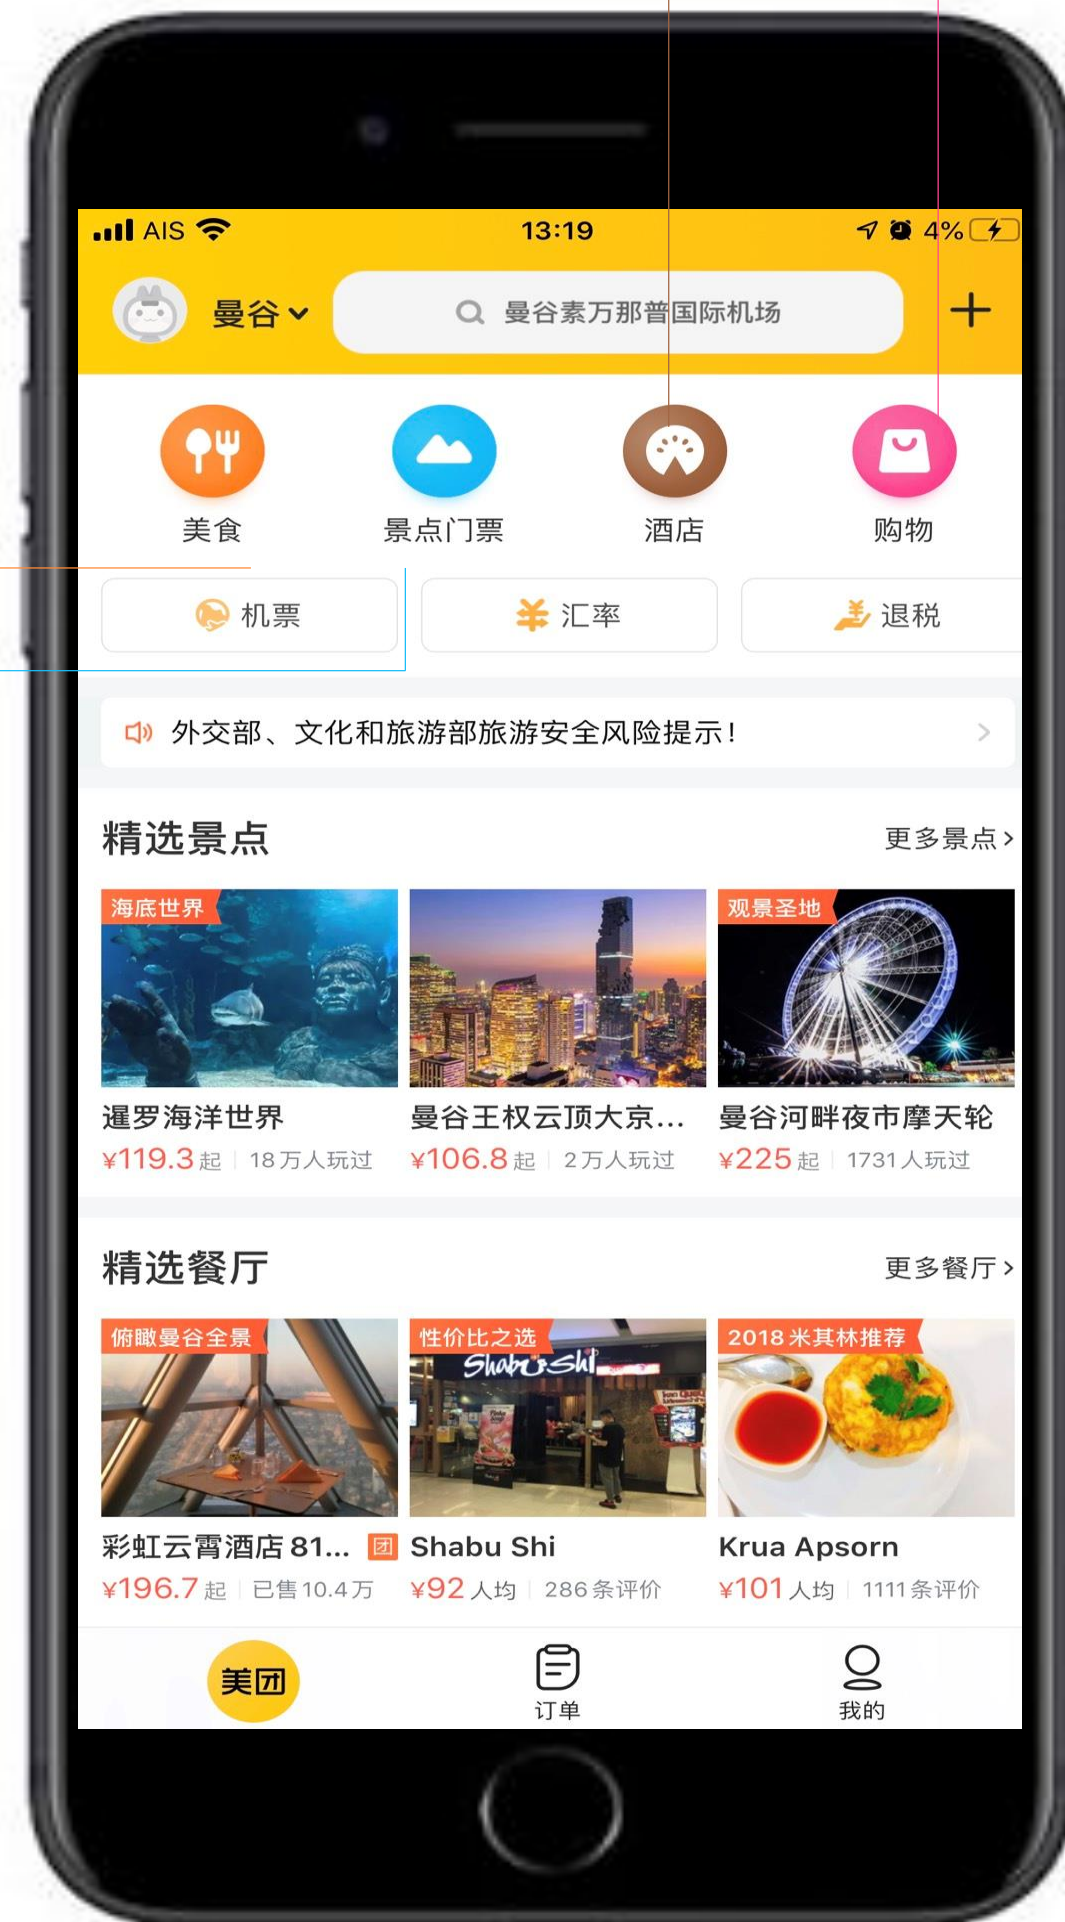 AIS 13:19 4%
曼谷 曼谷素万那普国际机场
美食 景点门票 酒店 购物
机票 汇率 退税
外交部、文化和旅游部旅游安全风险提示!
精选景点 更多景点
海底世界 观景圣地
暹罗海洋世界 曼谷王权云顶大京... 曼谷河畔夜市摩天轮
¥119.3起 18万人玩过 ¥106.8起 2万人玩过 ¥225起 1731人玩过
精选餐厅 更多餐厅
俯瞰曼谷全景 性价比之选 2018米其林推荐
Shabu Shi
彩虹云霄酒店81... 团 Shabu Shi Krua Apsorn
¥196.7起 已售10.4万 ¥92人均 286条评价 ¥101人均 1111条评价
美团 订单 我的